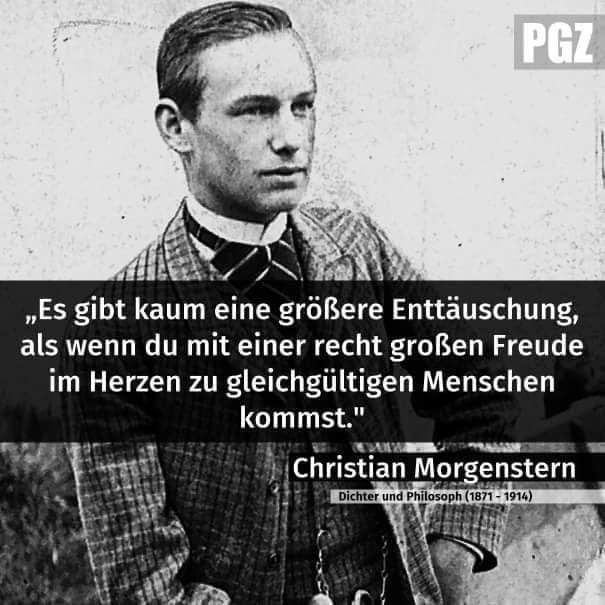 PGZ
„Es gibt kaum eine größere Enttäuschung,
als wenn du mit einer recht großen Freude
im Herzen zu gleichgültigen Menschen
kommst."
Christian Morgenstern
Dichter und Philosoph (1871 - 1914)